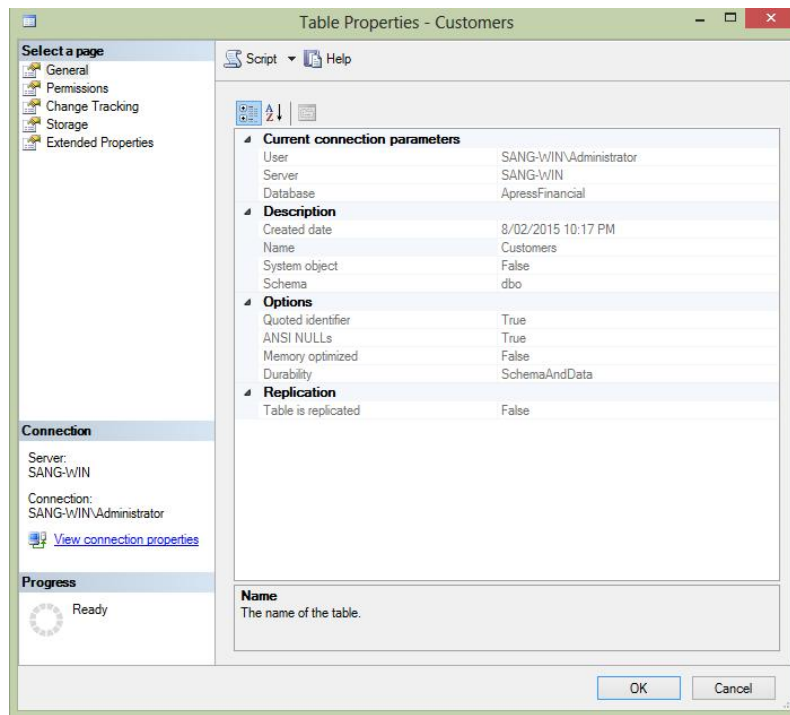 Table Properties - Customers
Select a page
General
Permissions
Change Tracking
Storage
Extended Properties
Script
Help
Current connection parameters
User SANG-WIN\Administrator
Server SANG-WIN
Database ApressFinancial
Description
Created date 8/02/2015 10:17 PM
Name Customers
System object False
Schema dbo
Options
Quoted identifier True
ANSI NULLs True
Memory optimized False
Durability SchemaAndData
Replication
Table is replicated False
Connection
Server:
SANG-WIN
Connection:
SANG-WIN\Administrator
View connection properties
Progress
Ready
Name
The name of the table.
OK Cancel